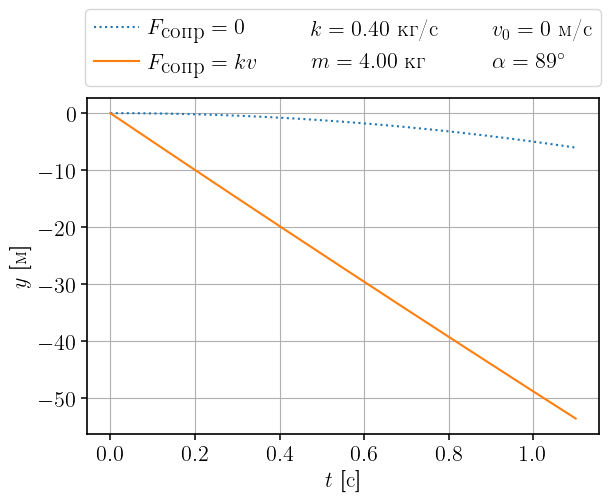 F_сопр = 0 k = 0.40 кг/с v_0 = 0 м/с
F_сопр = kv m = 4.00 кг α = 89°
0
−10
−20
−30
−40
−50
y [м]
0.0 0.2 0.4 0.6 0.8 1.0
t [с]